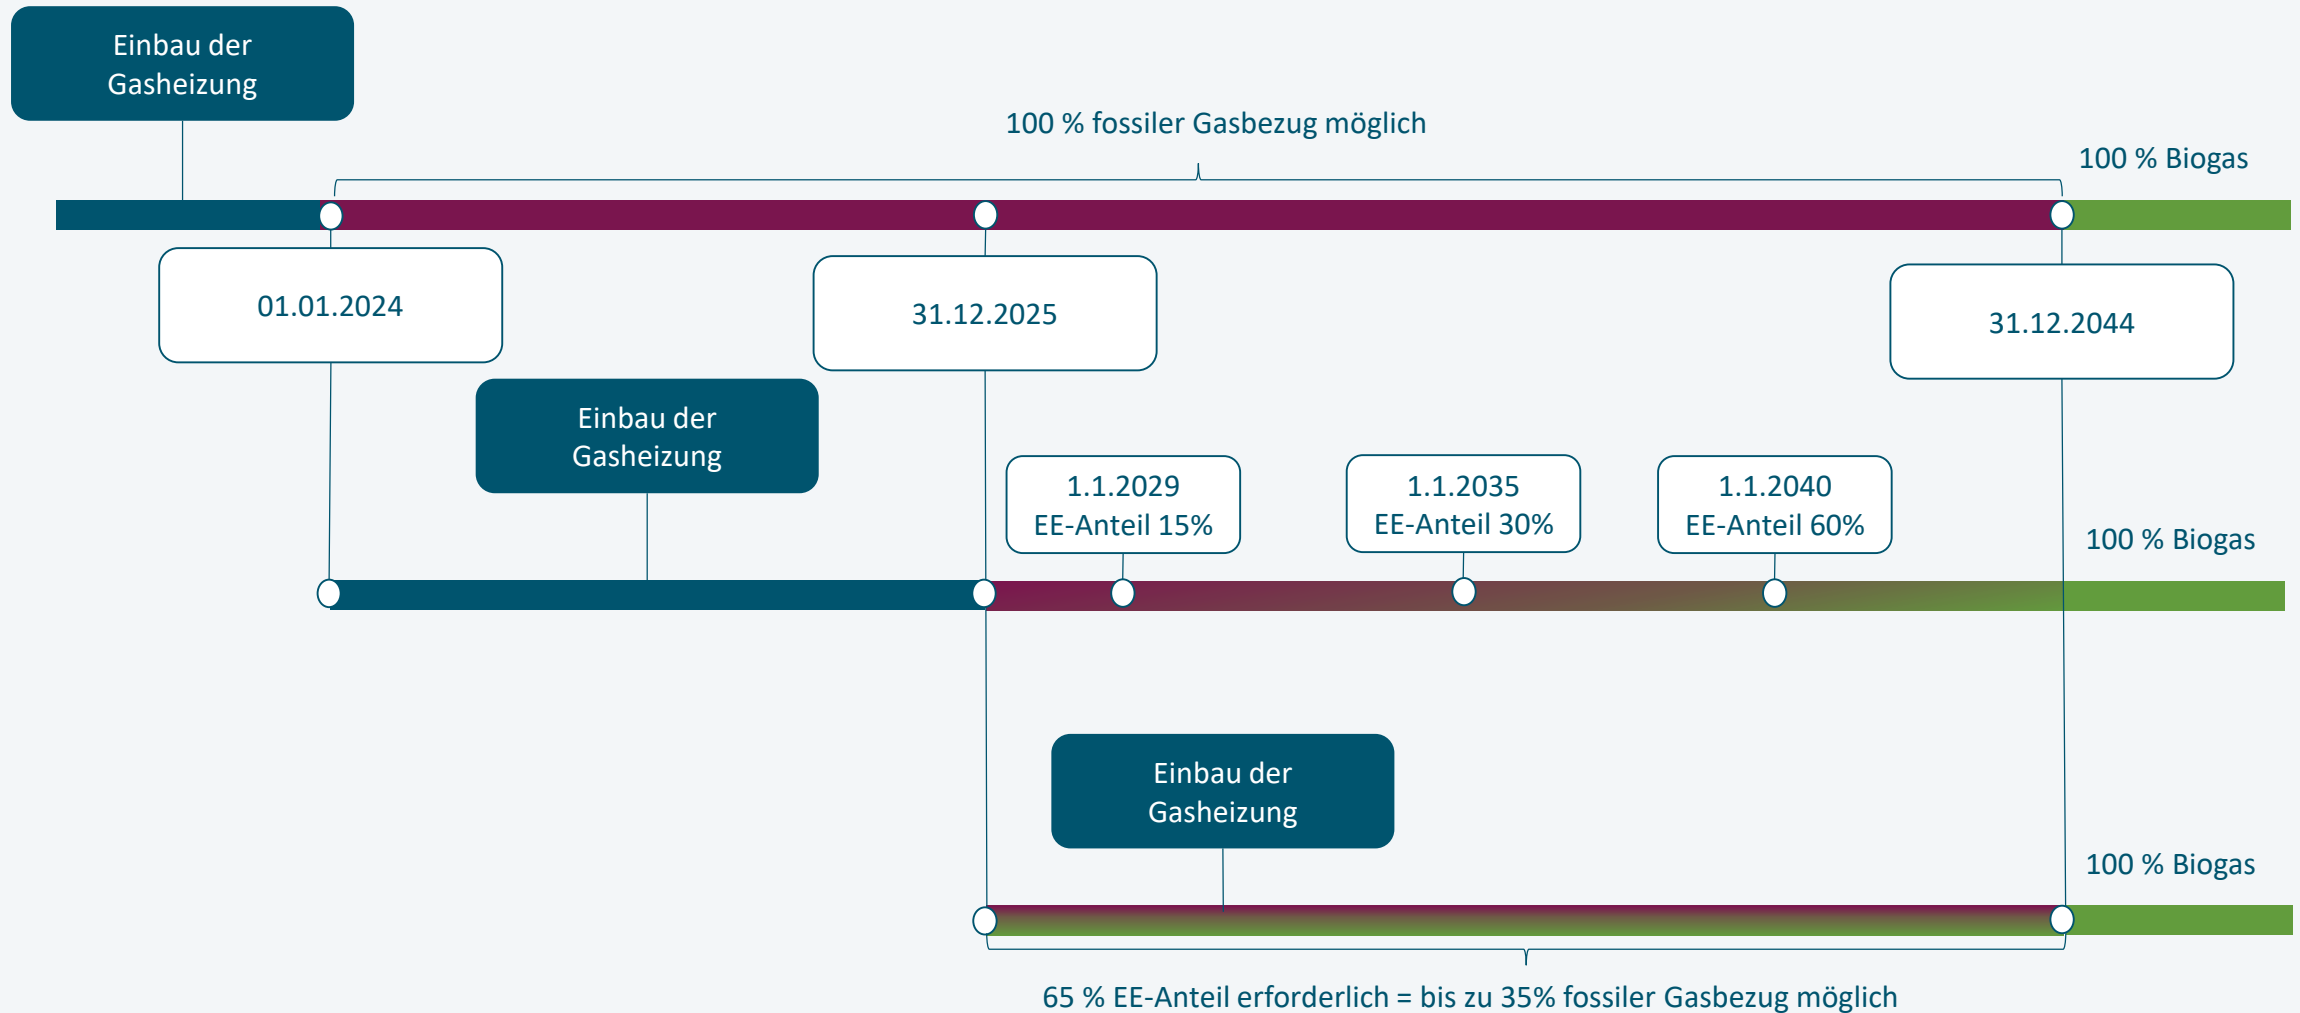 Einbau der
Gasheizung
100 % fossiler Gasbezug möglich
100 % Biogas
01.01.2024
31.12.2025
31.12.2044
Einbau der
Gasheizung
1.1.2029
EE-Anteil 15%
1.1.2035
EE-Anteil 30%
1.1.2040
EE-Anteil 60%
100 % Biogas
Einbau der
Gasheizung
100 % Biogas
65 % EE-Anteil erforderlich = bis zu 35% fossiler Gasbezug möglich